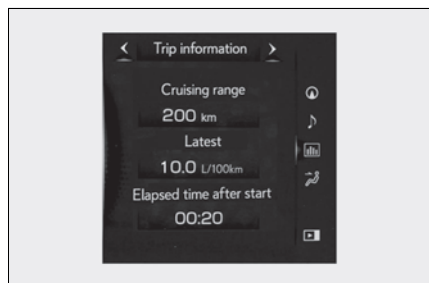 Trip information
Cruising range
200 km
Latest
10.0 L/100km
Elapsed time after start
00:20